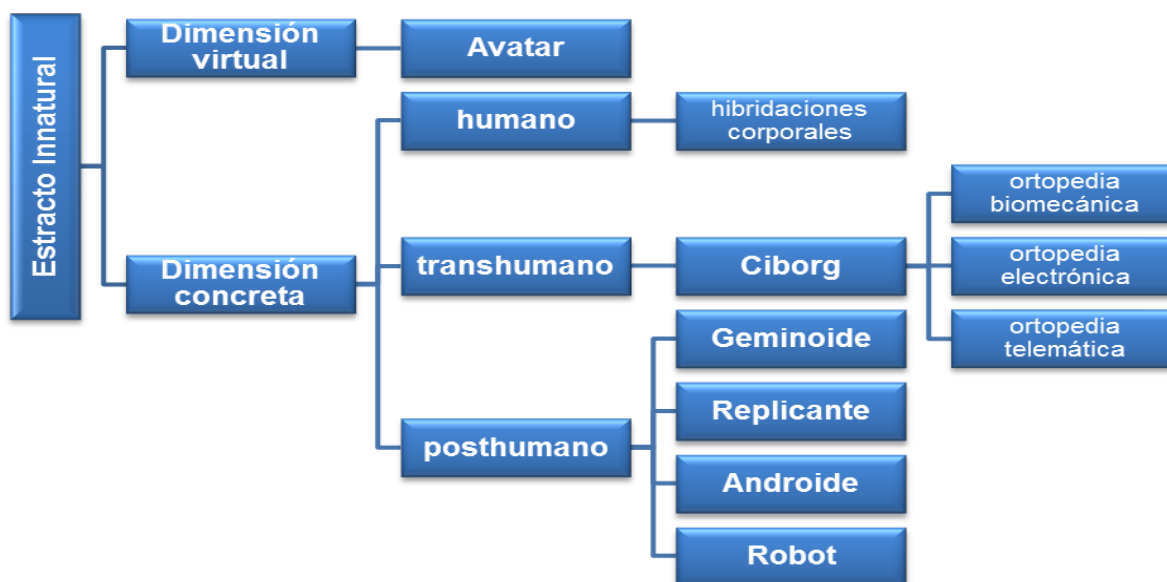 Estracto Innatural
Dimensión
virtual
Avatar
Dimensión
concreta
humano
hibridaciones
corporales
transhumano
Ciborg
ortopedia
biomecánica
ortopedia
electrónica
ortopedia
telemática
posthumano
Geminoide
Replicante
Androide
Robot